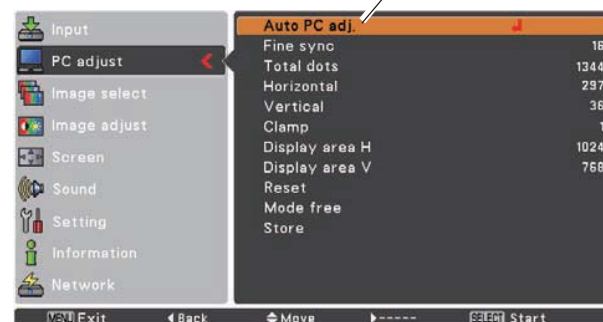 Input
PC adjust
Image select
Image adjust
Screen
Sound
Setting
Information
Network
Auto PC adj.
Fine sync 16
Total dots 1344
Horizontal 297
Vertical 36
Clamp 1
Display area H 1024
Display area V 768
Reset
Mode free
Store
MENU Exit ◀Back Move ▶----- SELECT Start